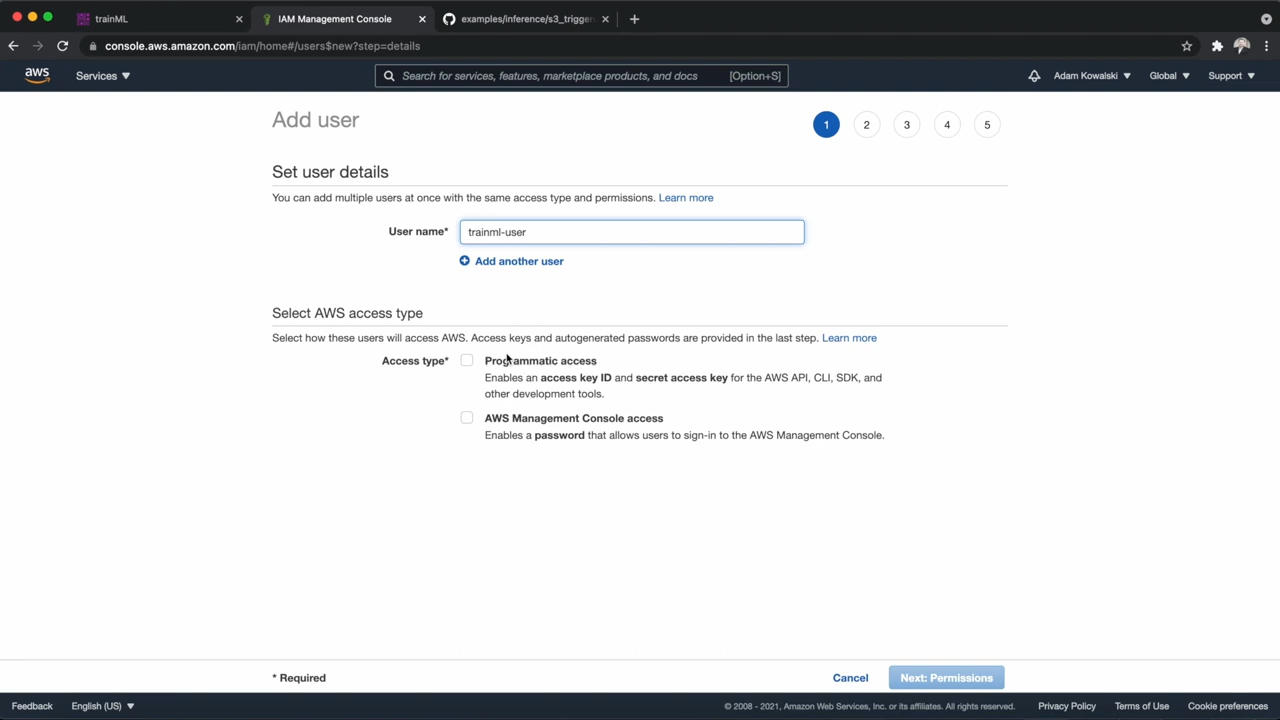 trainML
IAM Management Console
examples/inference/s3_trigger
console.aws.amazon.com/iam/home#/users$new?step=details
aws
Services
Search for services, features, marketplace products, and docs
[Option+S]
Adam Kowalski
Global
Support
Add user
1
2
3
4
5
Set user details
You can add multiple users at once with the same access type and permissions. Learn more
User name*
trainml-user
Add another user
Select AWS access type
Select how these users will access AWS. Access keys and autogenerated passwords are provided in the last step. Learn more
Access type*
Programmatic access
Enables an access key ID and secret access key for the AWS API, CLI, SDK, and
other development tools.
AWS Management Console access
Enables a password that allows users to sign-in to the AWS Management Console.
* Required
Cancel
Next: Permissions
Feedback
English (US)
© 2008 - 2021, Amazon Web Services, Inc. or its affiliates. All rights reserved.
Privacy Policy
Terms of Use
Cookie preferences